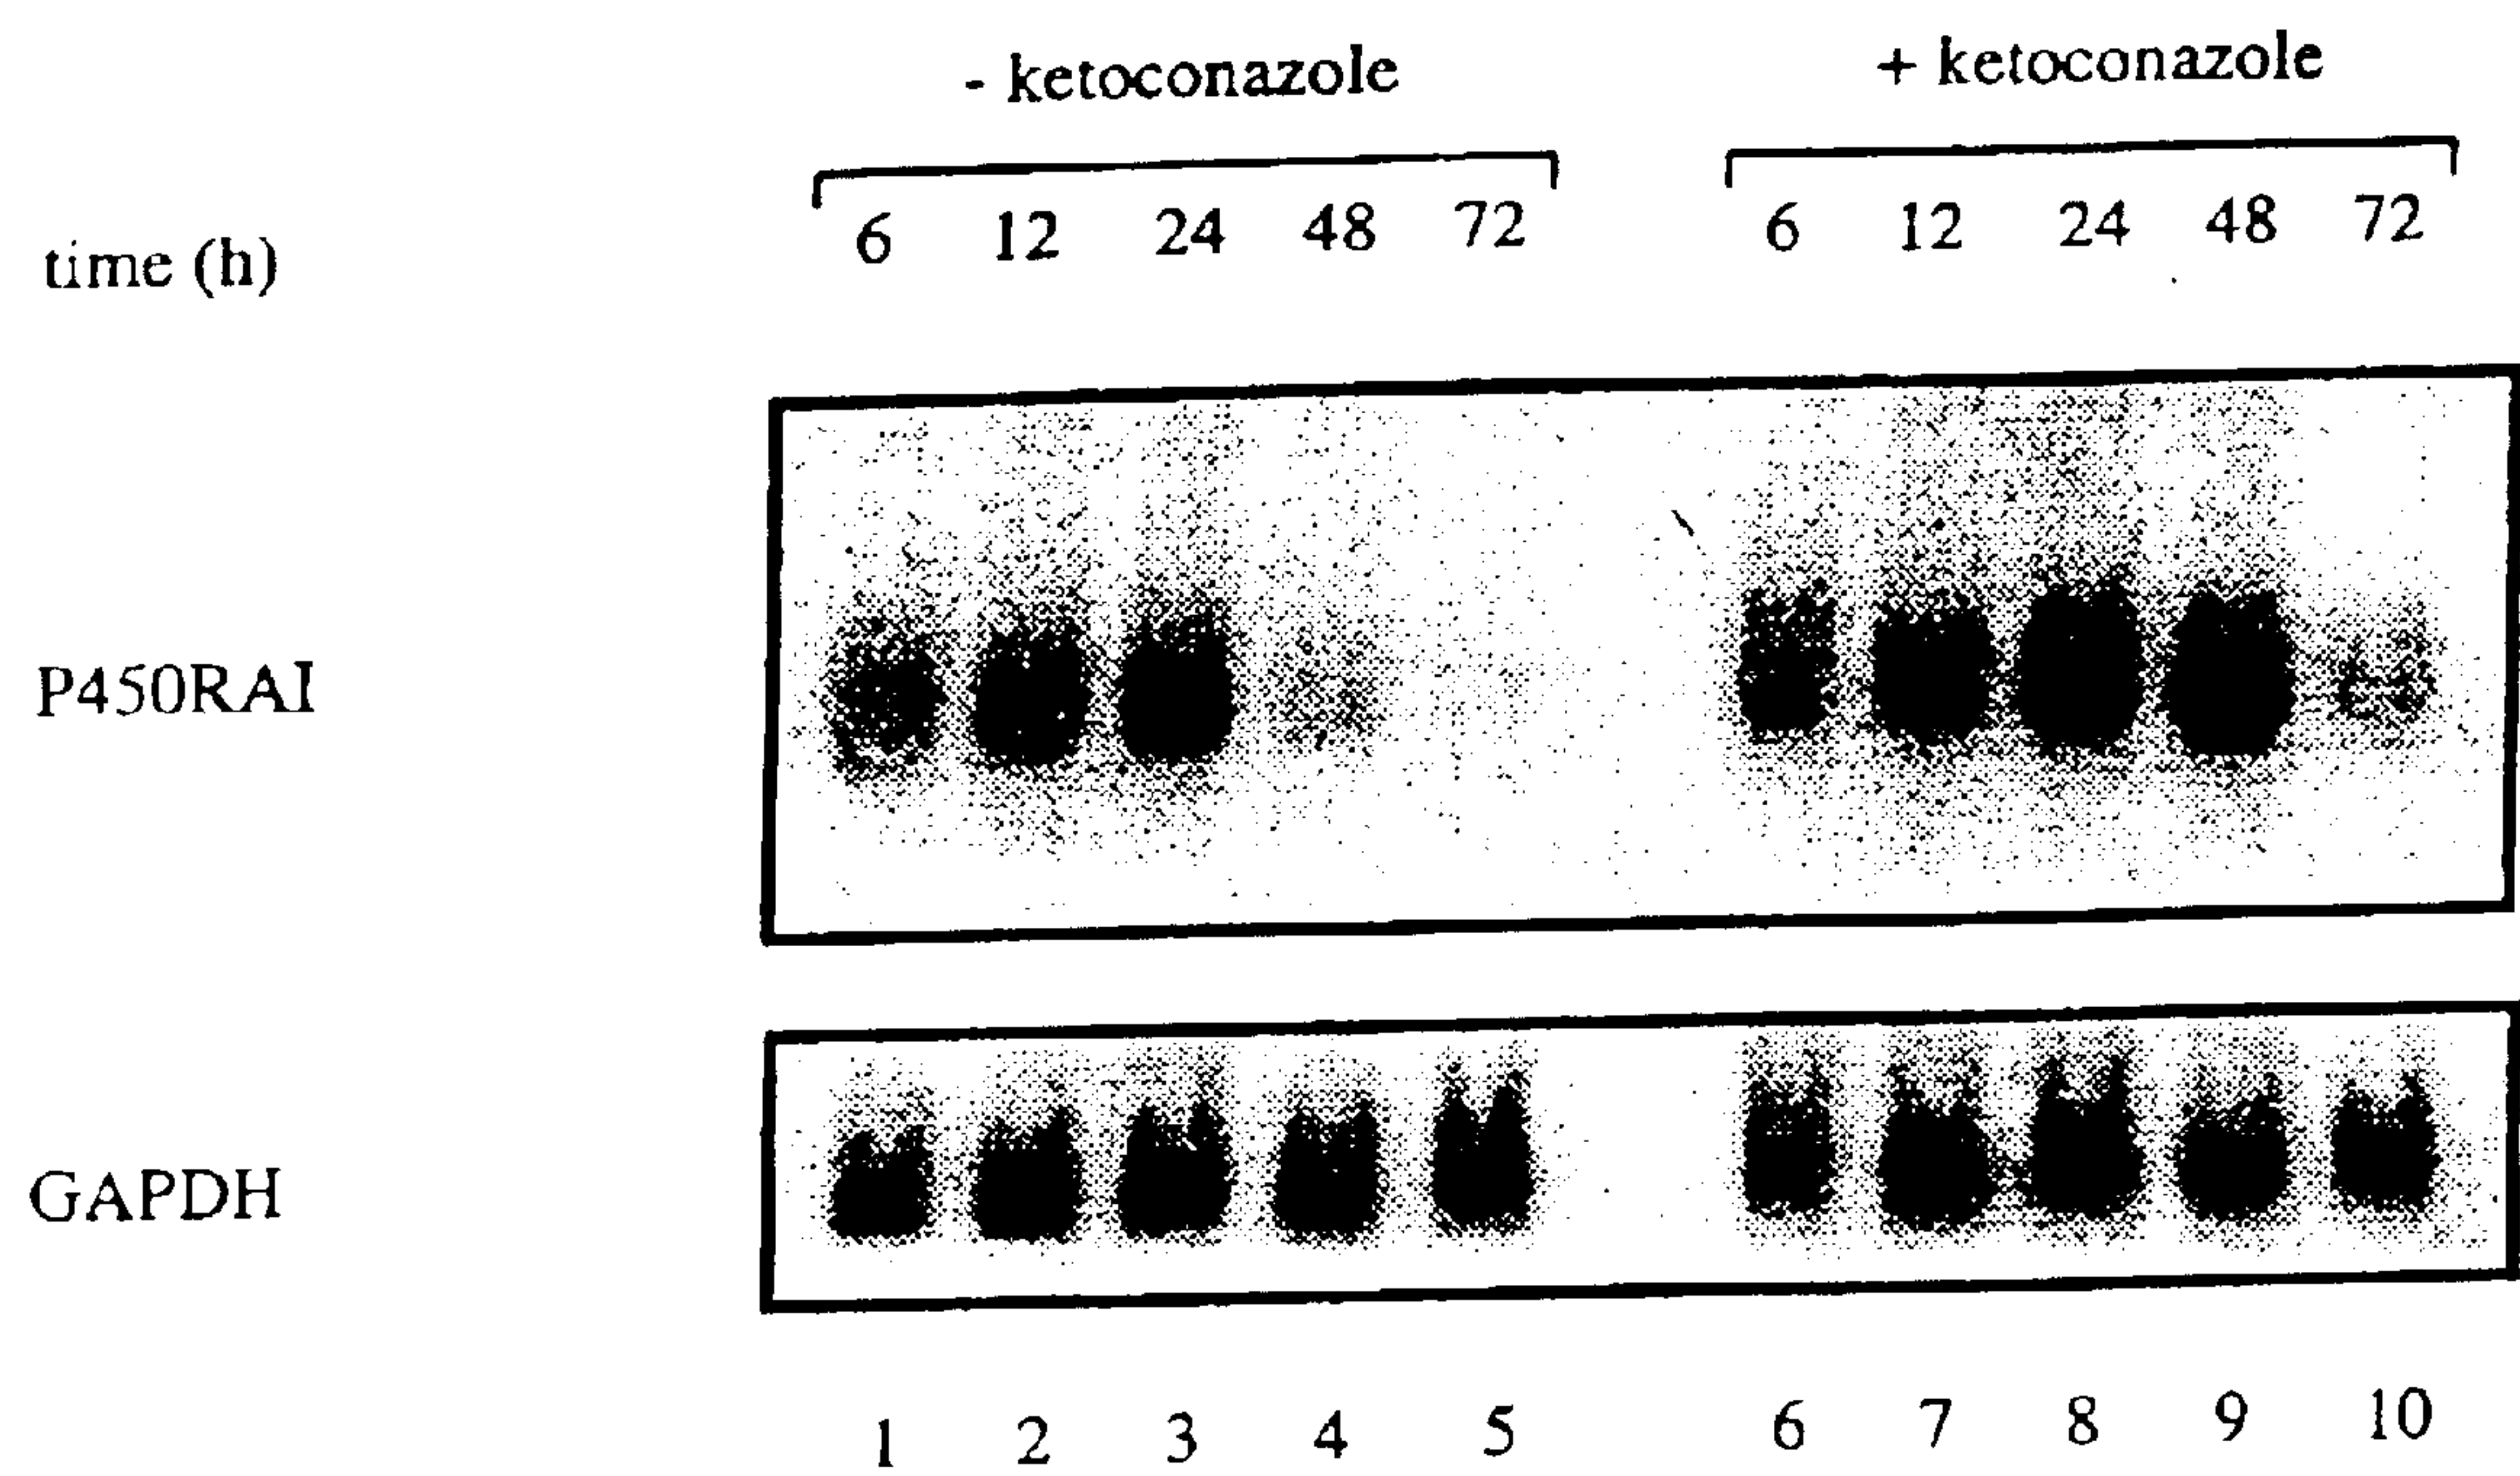 - ketoconazole + ketoconazole
time (h) 6 12 24 48 72 6 12 24 48 72
P450RAI
GAPDH
1 2 3 4 5 6 7 8 9 10